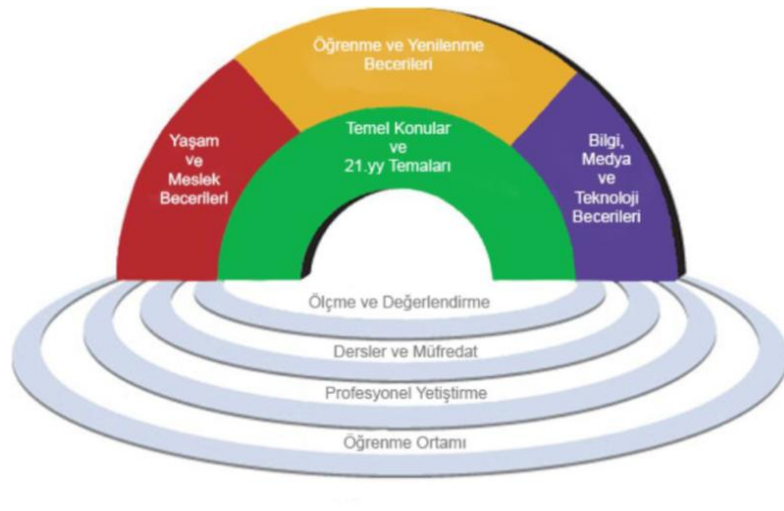 Öğrenme ve Yenilenme
Becerileri
Yaşam
ve
Meslek
Becerileri
Temel Konular
ve
21.yy Temaları
Bilgi,
Medya
ve
Teknoloji
Becerileri
Ölçme ve Değerlendirme
Dersler ve Müfredat
Profesyonel Yetiştirme
Öğrenme Ortamı